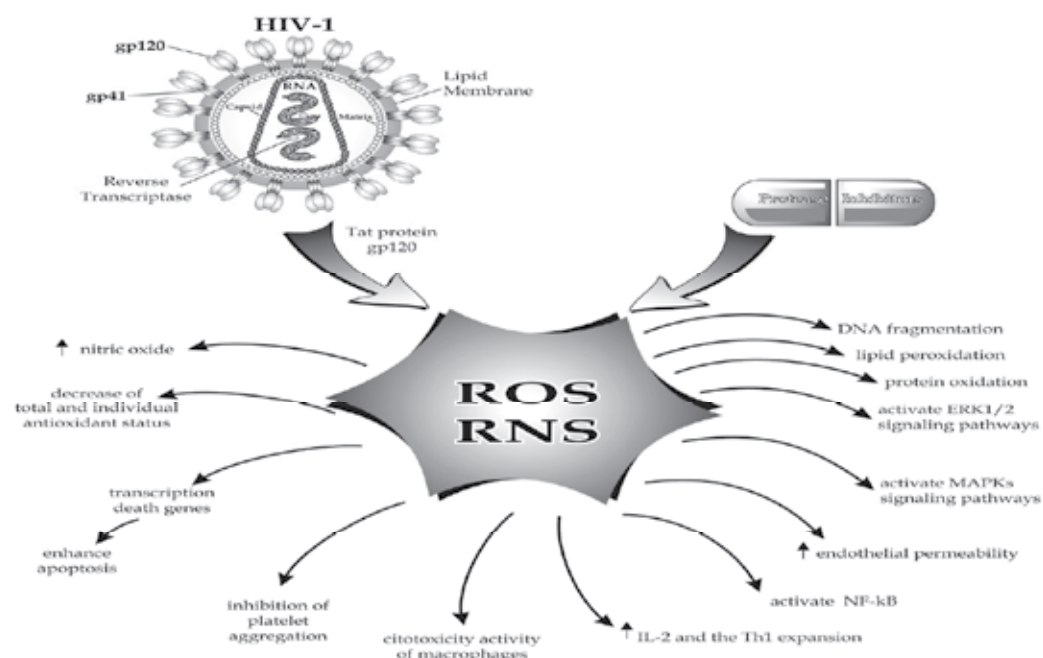 HIV-1
gp120
gp41
Lipid
Membrane
RNA
Capsid
Matrix
Reverse
Transcriptase
Tat protein
gp120
Protease Inhibitors
ROS
RNS
↑ nitric oxide
decrease of
total and individual
antioxidant status
transcription
death genes
enhance
apoptosis
inhibition of
platelet
aggregation
citotoxicity activity
of macrophages
↑ IL-2 and the Th1 expansion
activate NF-kB
↑ endothelial permeability
activate MAPKs
signaling pathways
activate ERK1/2
signaling pathways
protein oxidation
lipid peroxidation
DNA fragmentation